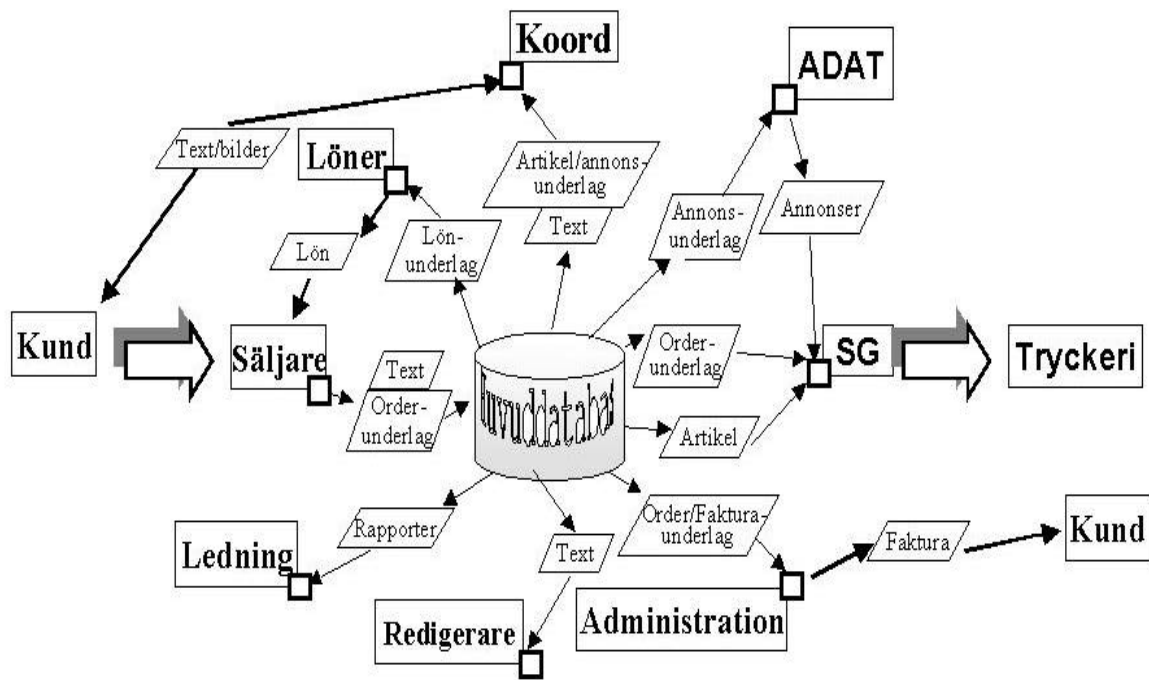 Koord
ADAT
Text/bilder
Löner
Artikel/annons-
underlag
Text
Annons-
underlag
Annonser
Lön
Lön-
underlag
Kund
Säljare
Text
Order-
underlag
Huvuddatabas
Order-
underlag
SG
Tryckeri
Artikel
Ledning
Rapporter
Text
Order/Faktura-
underlag
Faktura
Kund
Redigerare
Administration